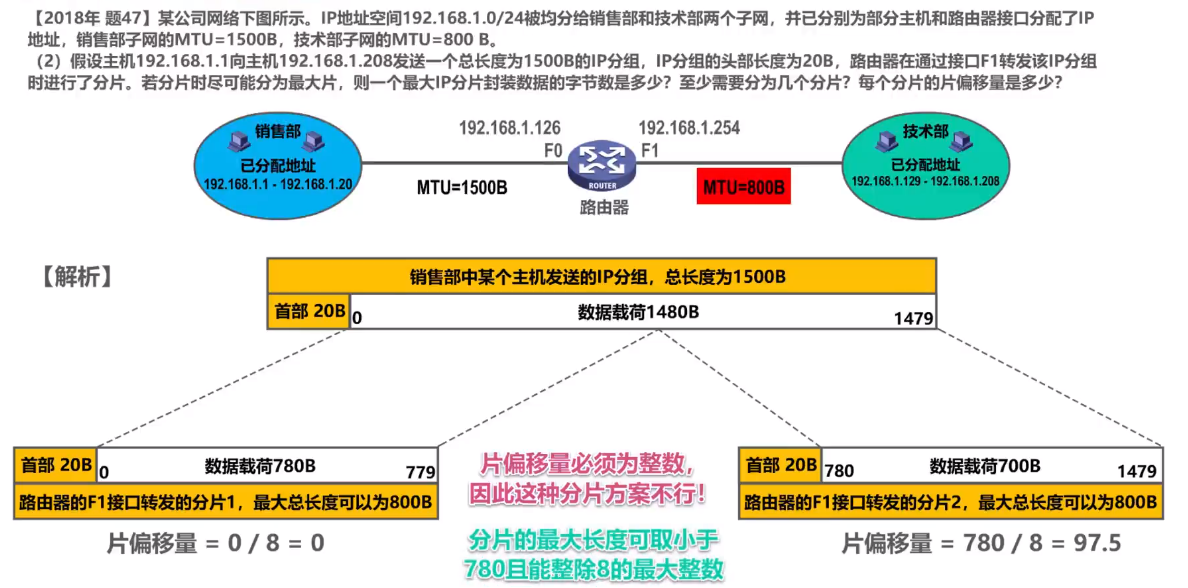 【2018年 题47】某公司网络下图所示。IP地址空间192.168.1.0/24被均分给销售部和技术部两个子网，并已分别为部分主机和路由器接口分配了IP
地址，销售部子网的MTU=1500B，技术部子网的MTU=800 B。
（2）假设主机192.168.1.1向主机192.168.1.208发送一个总长度为1500B的IP分组，IP分组的头部长度为20B，路由器在通过接口F1转发该IP分组
时进行了分片。若分片时尽可能分为最大片，则一个最大IP分片封装数据的字节数是多少？至少需要分为几个分片？每个分片的片偏移量是多少？
销售部
已分配地址
192.168.1.1 - 192.168.1.20
192.168.1.126
F0
MTU=1500B
ROUTER
路由器
192.168.1.254
F1
MTU=800B
技术部
已分配地址
192.168.1.129 - 192.168.1.208
【解析】
销售部中某个主机发送的IP分组，总长度为1500B
首部 20B
0
数据载荷1480B
1479
首部 20B
0
数据载荷780B
779
路由器的F1接口转发的分片1，最大总长度可以为800B
片偏移量 = 0 / 8 = 0
片偏移量必须为整数，
因此这种分片方案不行！
分片的最大长度可取小于
780且能整除8的最大整数
首部 20B
780
数据载荷700B
1479
路由器的F1接口转发的分片2，最大总长度可以为800B
片偏移量 = 780 / 8 = 97.5